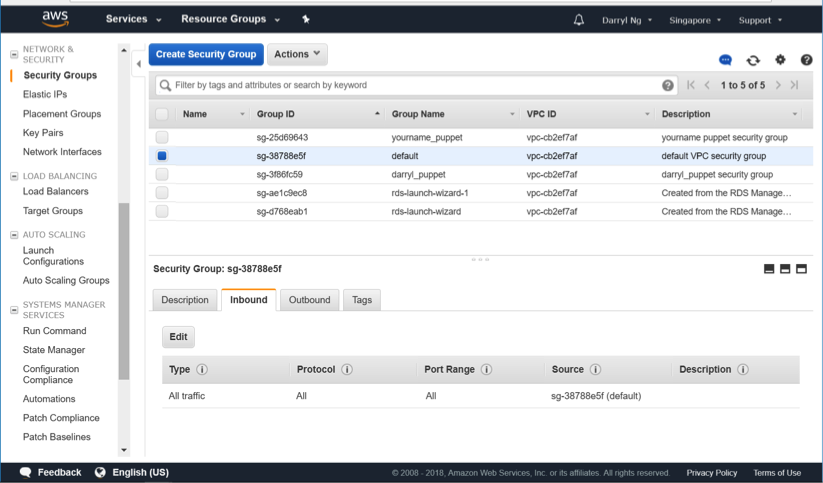 aws Services Resource Groups Darryl Ng Singapore Support
NETWORK &
SECURITY
Security Groups
Elastic IPs
Placement Groups
Key Pairs
Network Interfaces
LOAD BALANCING
Load Balancers
Target Groups
AUTO SCALING
Launch
Configurations
Auto Scaling Groups
SYSTEMS MANAGER
SERVICES
Run Command
State Manager
Configuration
Compliance
Automations
Patch Compliance
Patch Baselines
Create Security Group Actions
Filter by tags and attributes or search by keyword 1 to 5 of 5
Name Group ID Group Name VPC ID Description
sg-25d69643 yourname_puppet vpc-cb2ef7af yourname puppet security group
sg-38788e5f default vpc-cb2ef7af default VPC security group
sg-3f86fc59 darryl_puppet vpc-cb2ef7af darryl_puppet security group
sg-ae1c9ec8 rds-launch-wizard-1 vpc-cb2ef7af Created from the RDS Manage…
sg-d768eab1 rds-launch-wizard vpc-cb2ef7af Created from the RDS Manage…
Security Group: sg-38788e5f
Description Inbound Outbound Tags
Edit
Type Protocol Port Range Source Description
All traffic All All sg-38788e5f (default)
Feedback English (US) © 2008 - 2018, Amazon Web Services, Inc. or its affiliates. All rights reserved. Privacy Policy Terms of Use